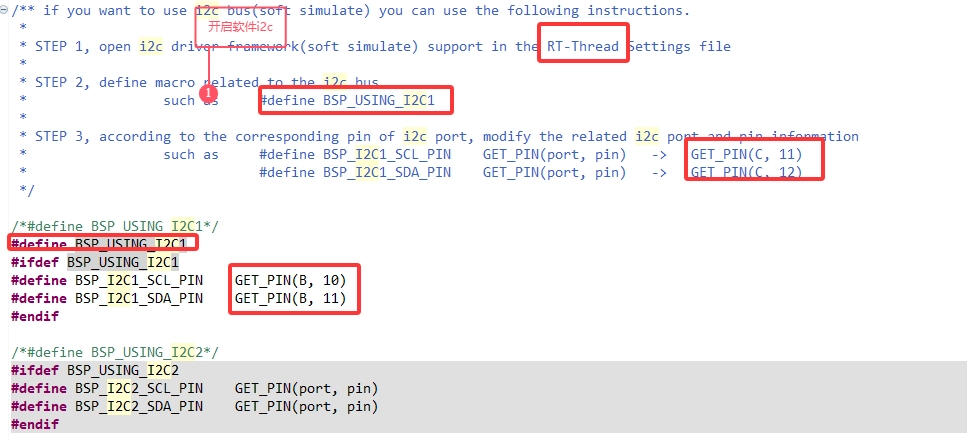 /** if you want to use i2c bus(soft simulate) you can use the following instructions.
开启软件i2c
*
* STEP 1, open i2c driver framework(soft simulate) support in the RT-Thread Settings file
*
* STEP 2, define macro related to the i2c bus
1
* such as #define BSP_USING_I2C1
*
* STEP 3, according to the corresponding pin of i2c port, modify the related i2c port and pin information
* such as #define BSP_I2C1_SCL_PIN GET_PIN(port, pin) -> GET_PIN(C, 11)
* #define BSP_I2C1_SDA_PIN GET_PIN(port, pin) -> GET_PIN(C, 12)
*/
/*#define BSP_USING_I2C1*/
#define BSP_USING_I2C1
#ifdef BSP_USING_I2C1
#define BSP_I2C1_SCL_PIN GET_PIN(B, 10)
#define BSP_I2C1_SDA_PIN GET_PIN(B, 11)
#endif
/*#define BSP_USING_I2C2*/
#ifdef BSP_USING_I2C2
#define BSP_I2C2_SCL_PIN GET_PIN(port, pin)
#define BSP_I2C2_SDA_PIN GET_PIN(port, pin)
#endif